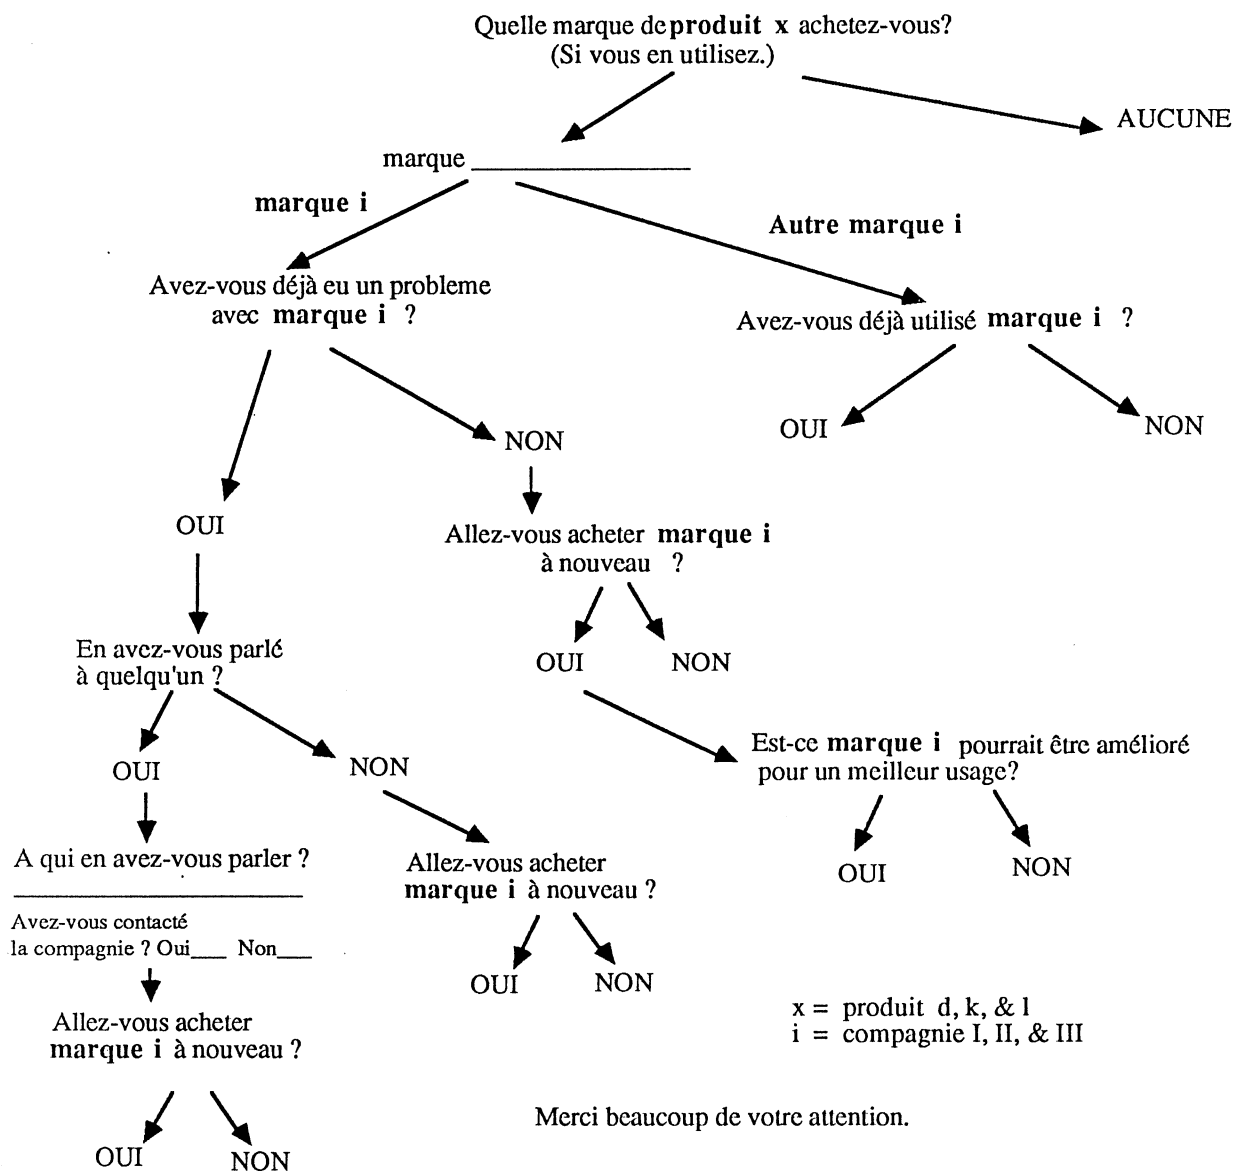 Quelle marque de produit x achetez-vous?
(Si vous en utilisez.)
AUCUNE
marque ____________________
marque i
Autre marque i
Avez-vous déjà eu un probleme
avec marque i ?
Avez-vous déjà utilisé marque i ?
OUI
NON
NON
OUI
Allez-vous acheter marque i
à nouveau ?
En avez-vous parlé
à quelqu'un ?
OUI
NON
Est-ce marque i pourrait être amélioré
pour un meilleur usage?
OUI
NON
A qui en avez-vous parler ?
Allez-vous acheter
marque i à nouveau ?
OUI
NON
Avez-vous contacté
la compagnie ? Oui___ Non___
OUI
NON
Allez-vous acheter
marque i à nouveau ?
x = produit d, k, & l
i = compagnie I, II, & III
Merci beaucoup de votre attention.
OUI
NON